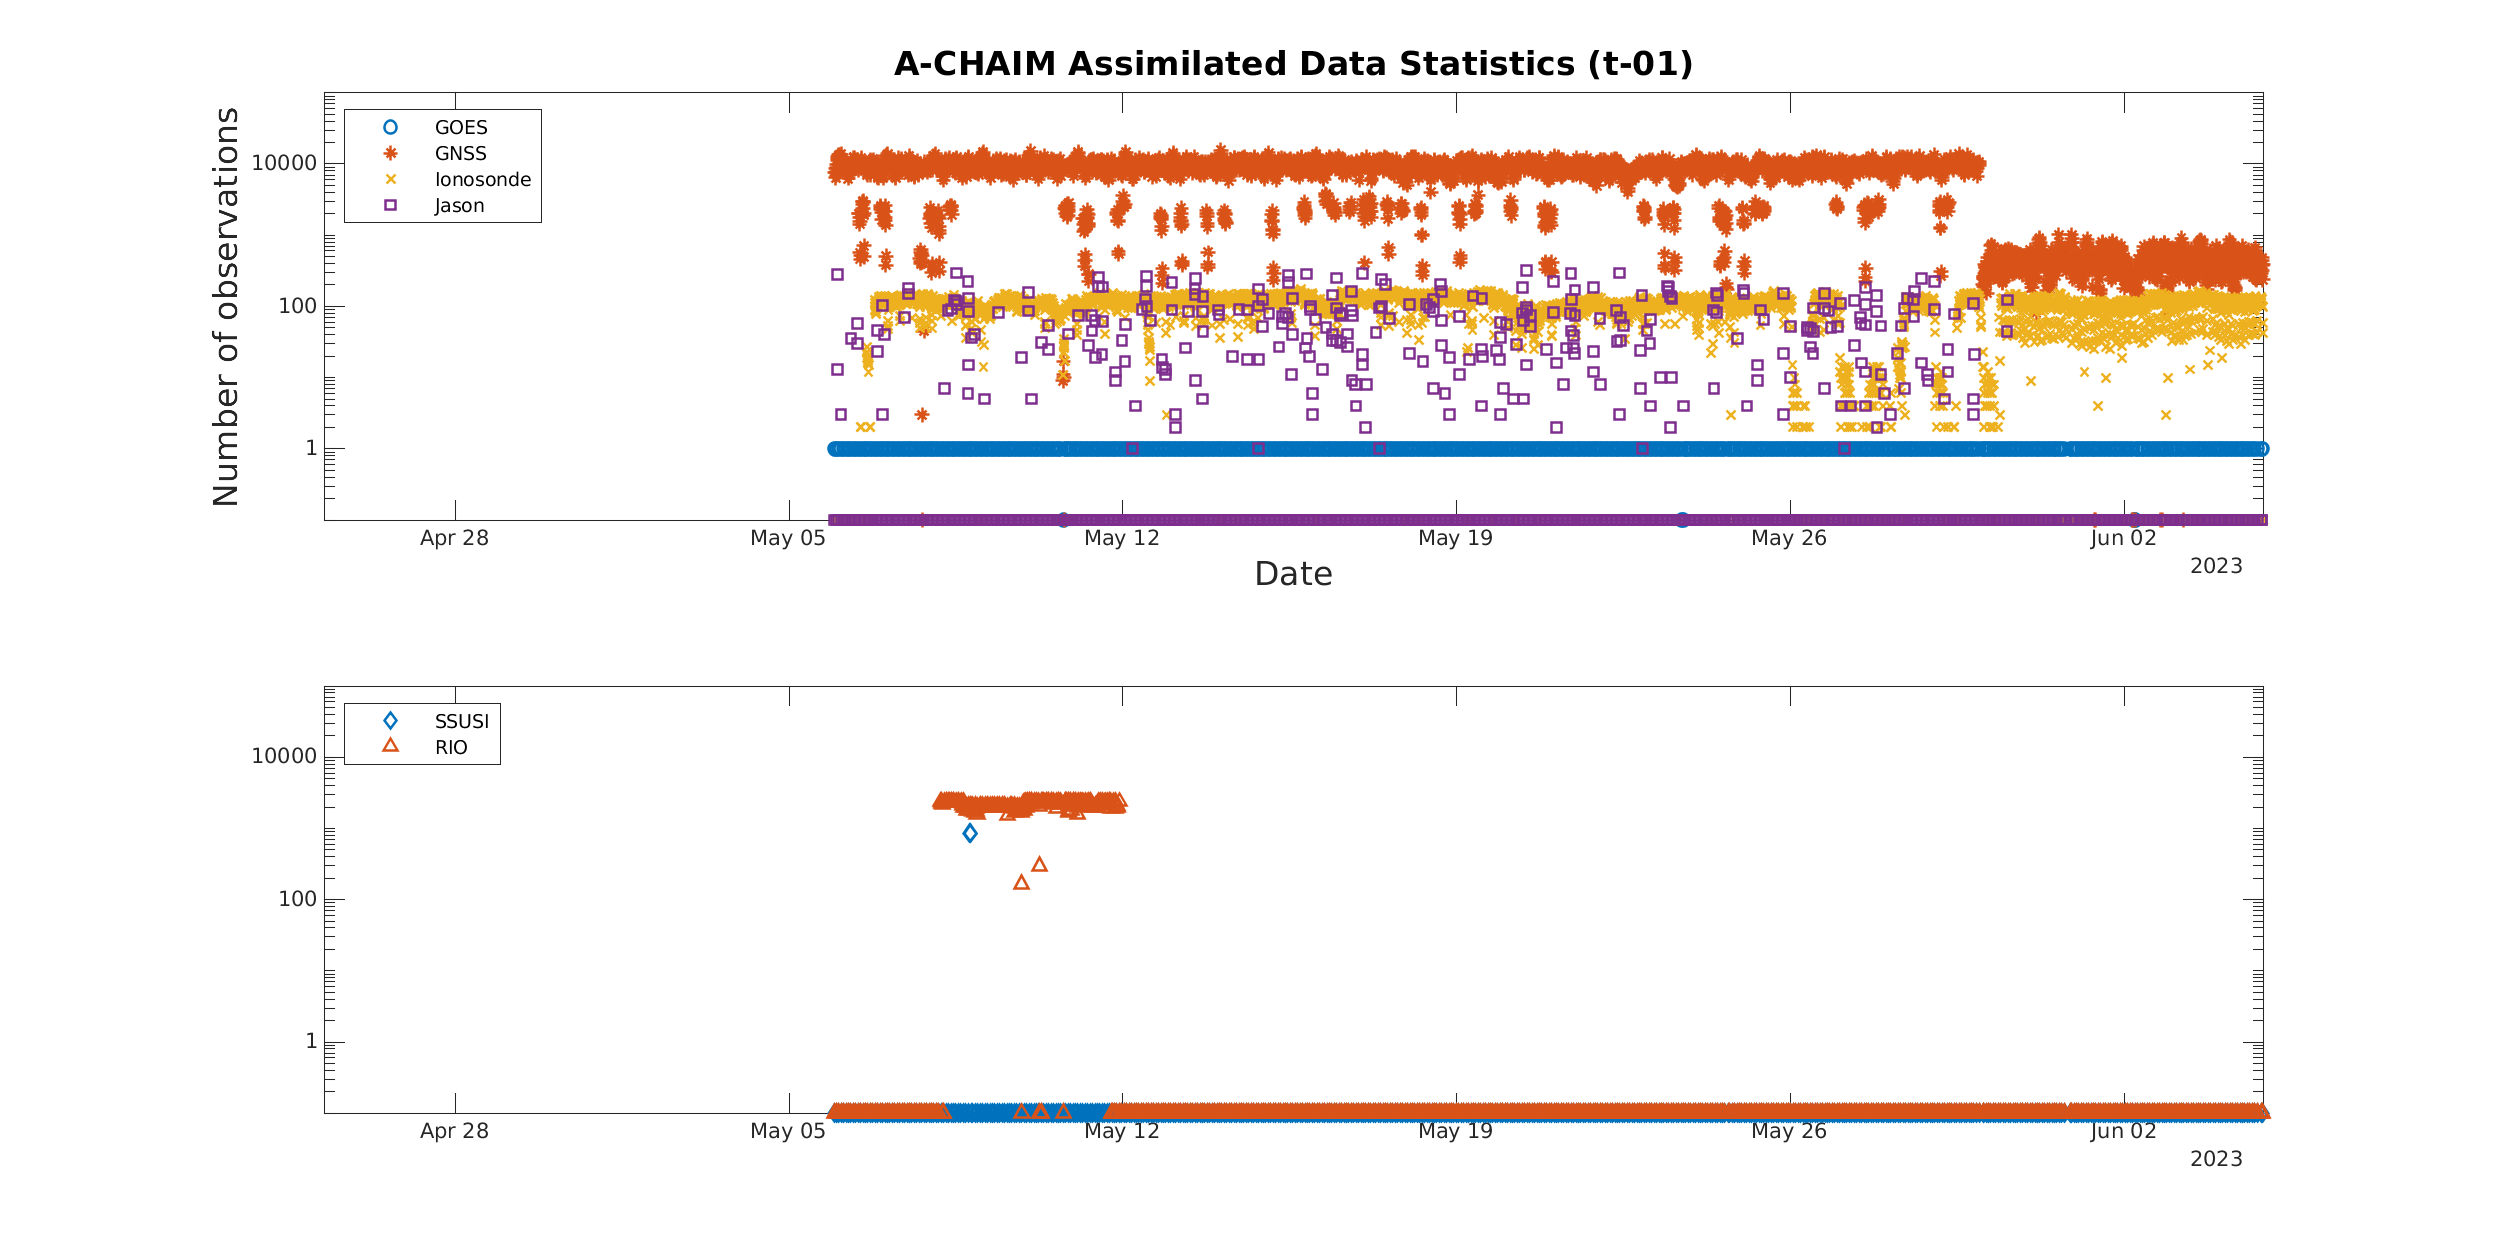 A-CHAIM Assimilated Data Statistics (t-01)
Number of observations
10000
100
1
GOES
GNSS
Ionosonde
Jason
Apr 28
May 05
May 12
May 19
May 26
Jun 02
2023
Date
10000
100
1
SSUSI
RIO
Apr 28
May 05
May 12
May 19
May 26
Jun 02
2023